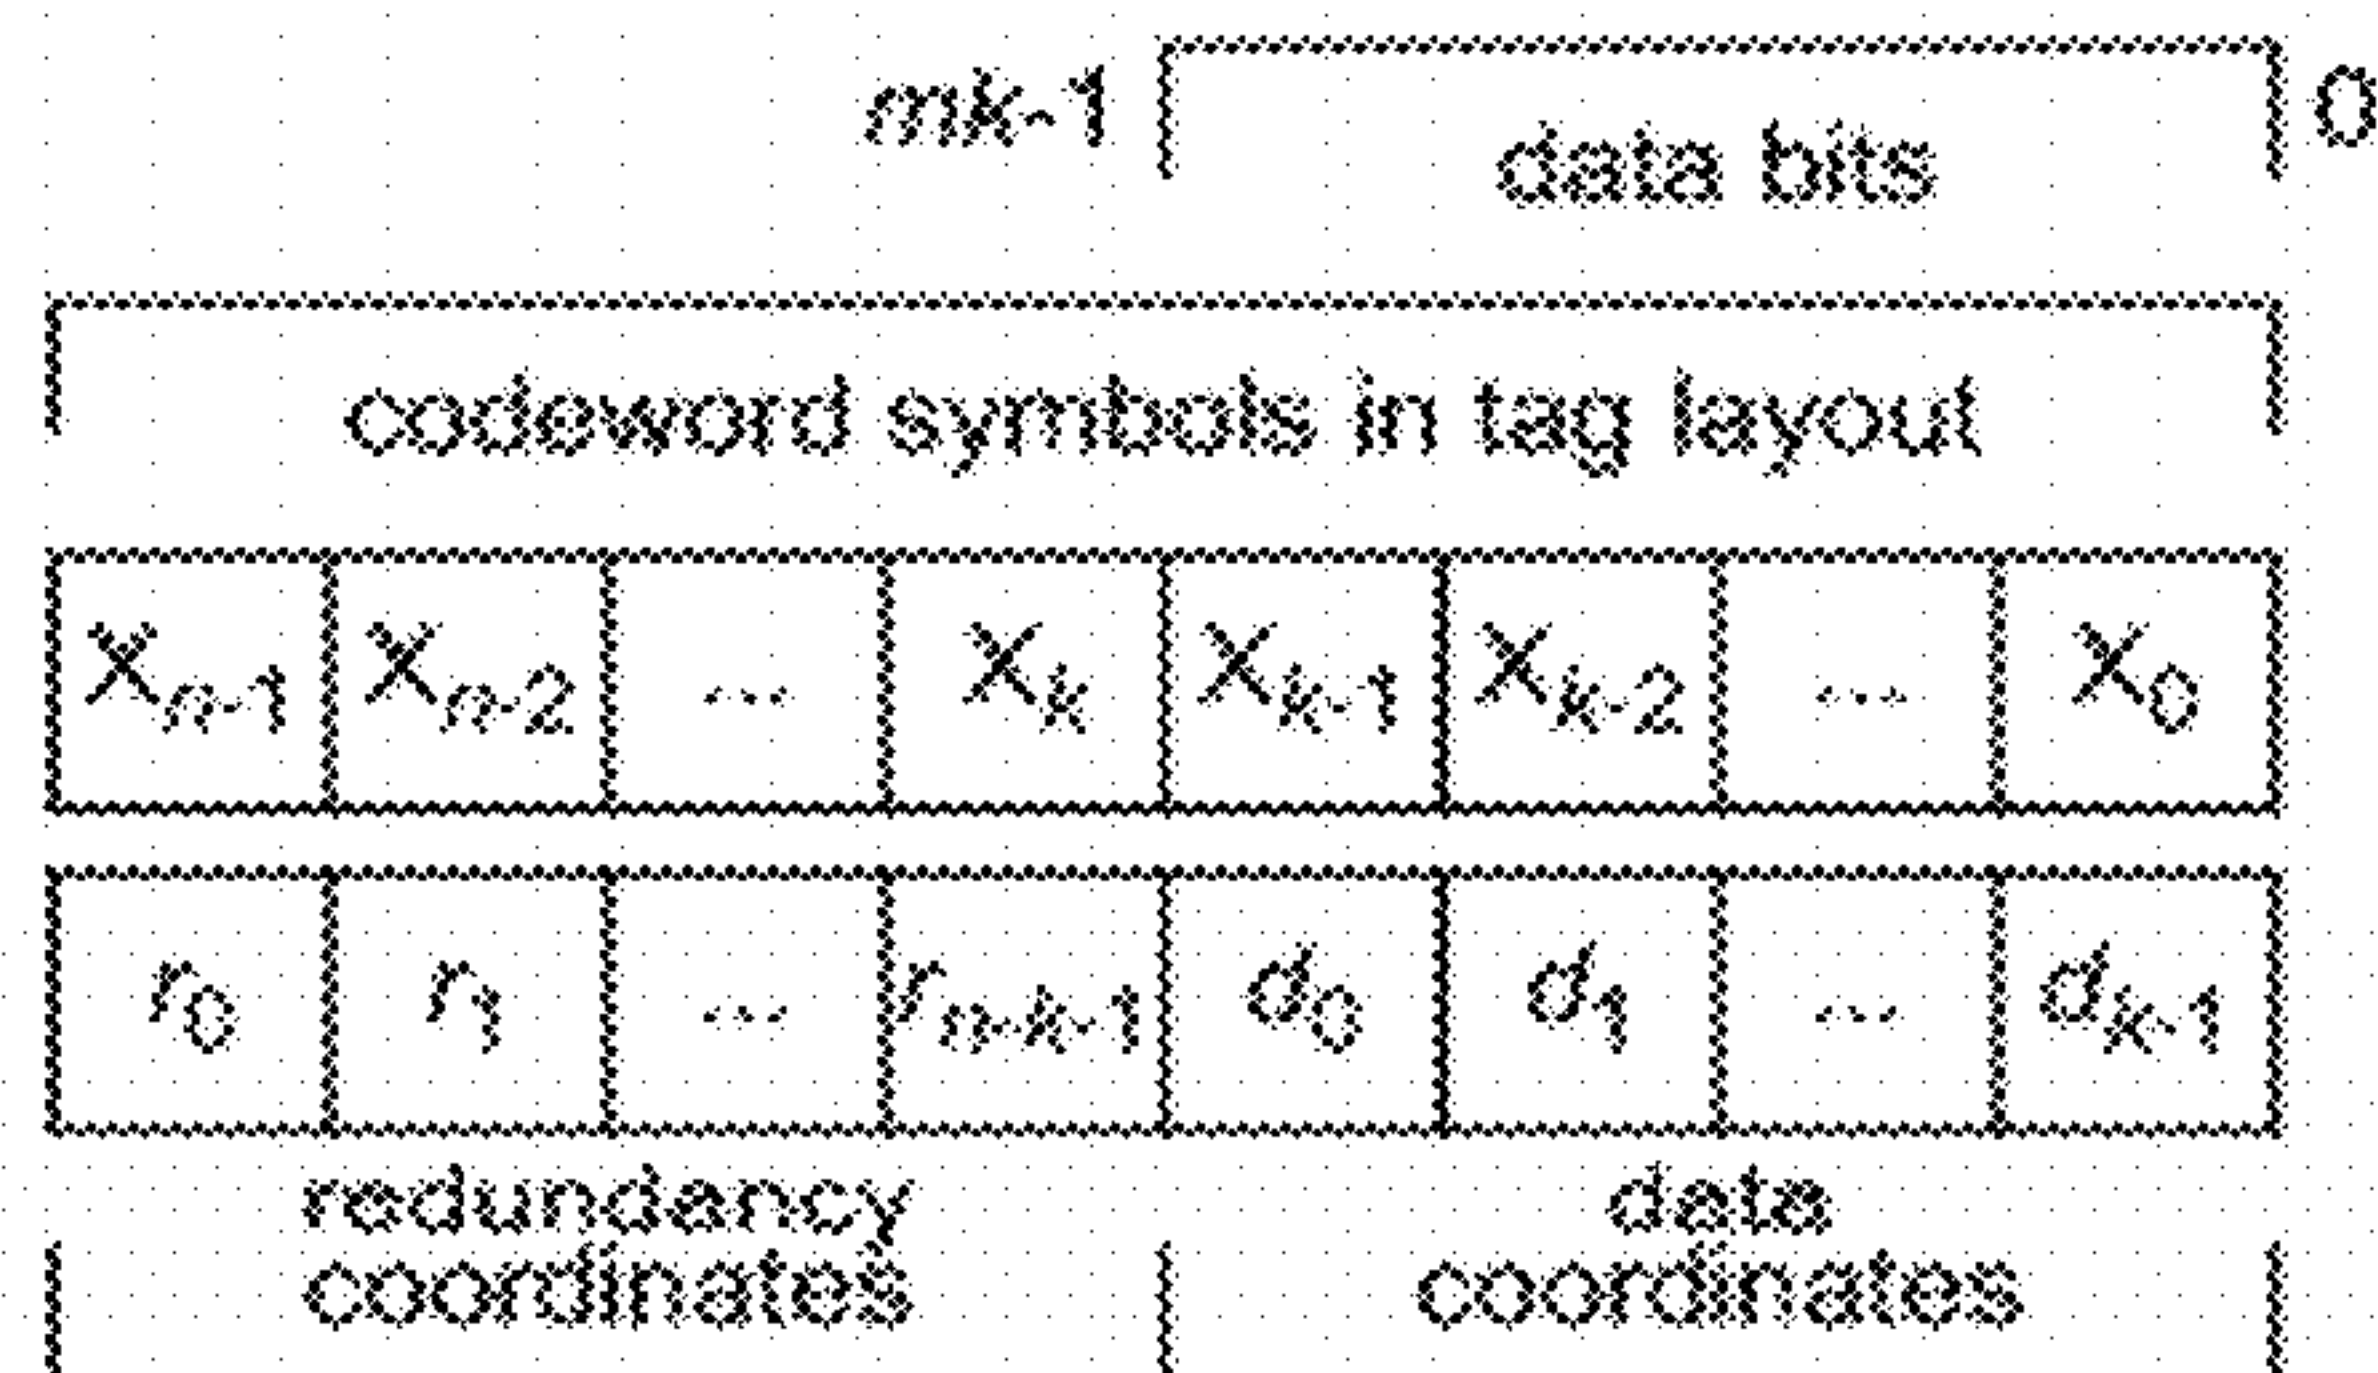 mk-1 data bits 0
codeword symbols in tag layout
Xn-1 Xn-2 ... Xk Xk-1 Xk-2 ... X0
r0 r1 ... rn-k-1 d0 d1 ... dk-1
redundancy data
coordinates coordinates